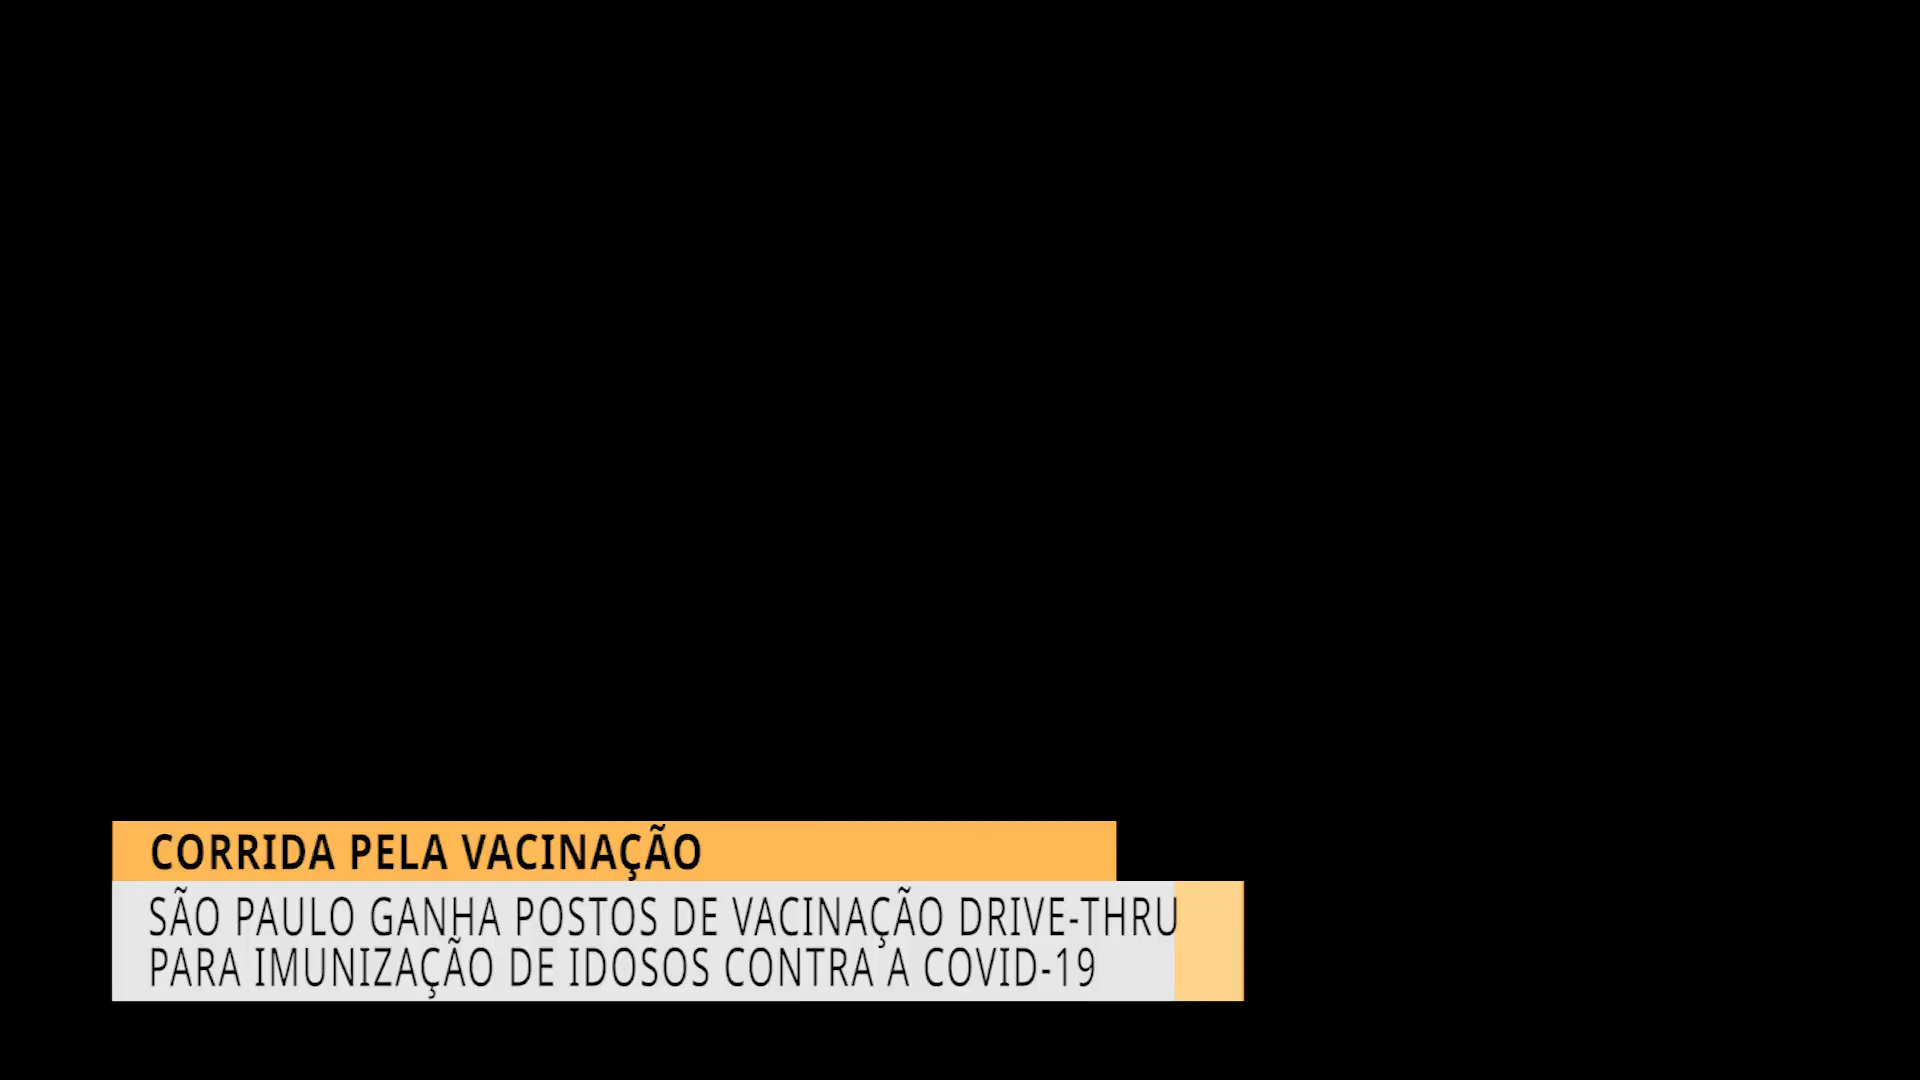 CORRIDA PELA VACINAÇÃO
SÃO PAULO GANHA POSTOS DE VACINAÇÃO DRIVE-THRU
PARA IMUNIZAÇÃO DE IDOSOS CONTRA A COVID-19